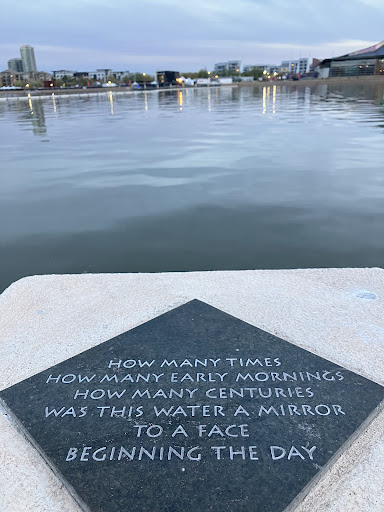 HOW MANY TIMES
HOW MANY EARLY MORNINGS
HOW MANY CENTURIES
WAS THIS WATER A MIRROR
TO A FACE
BEGINNING THE DAY